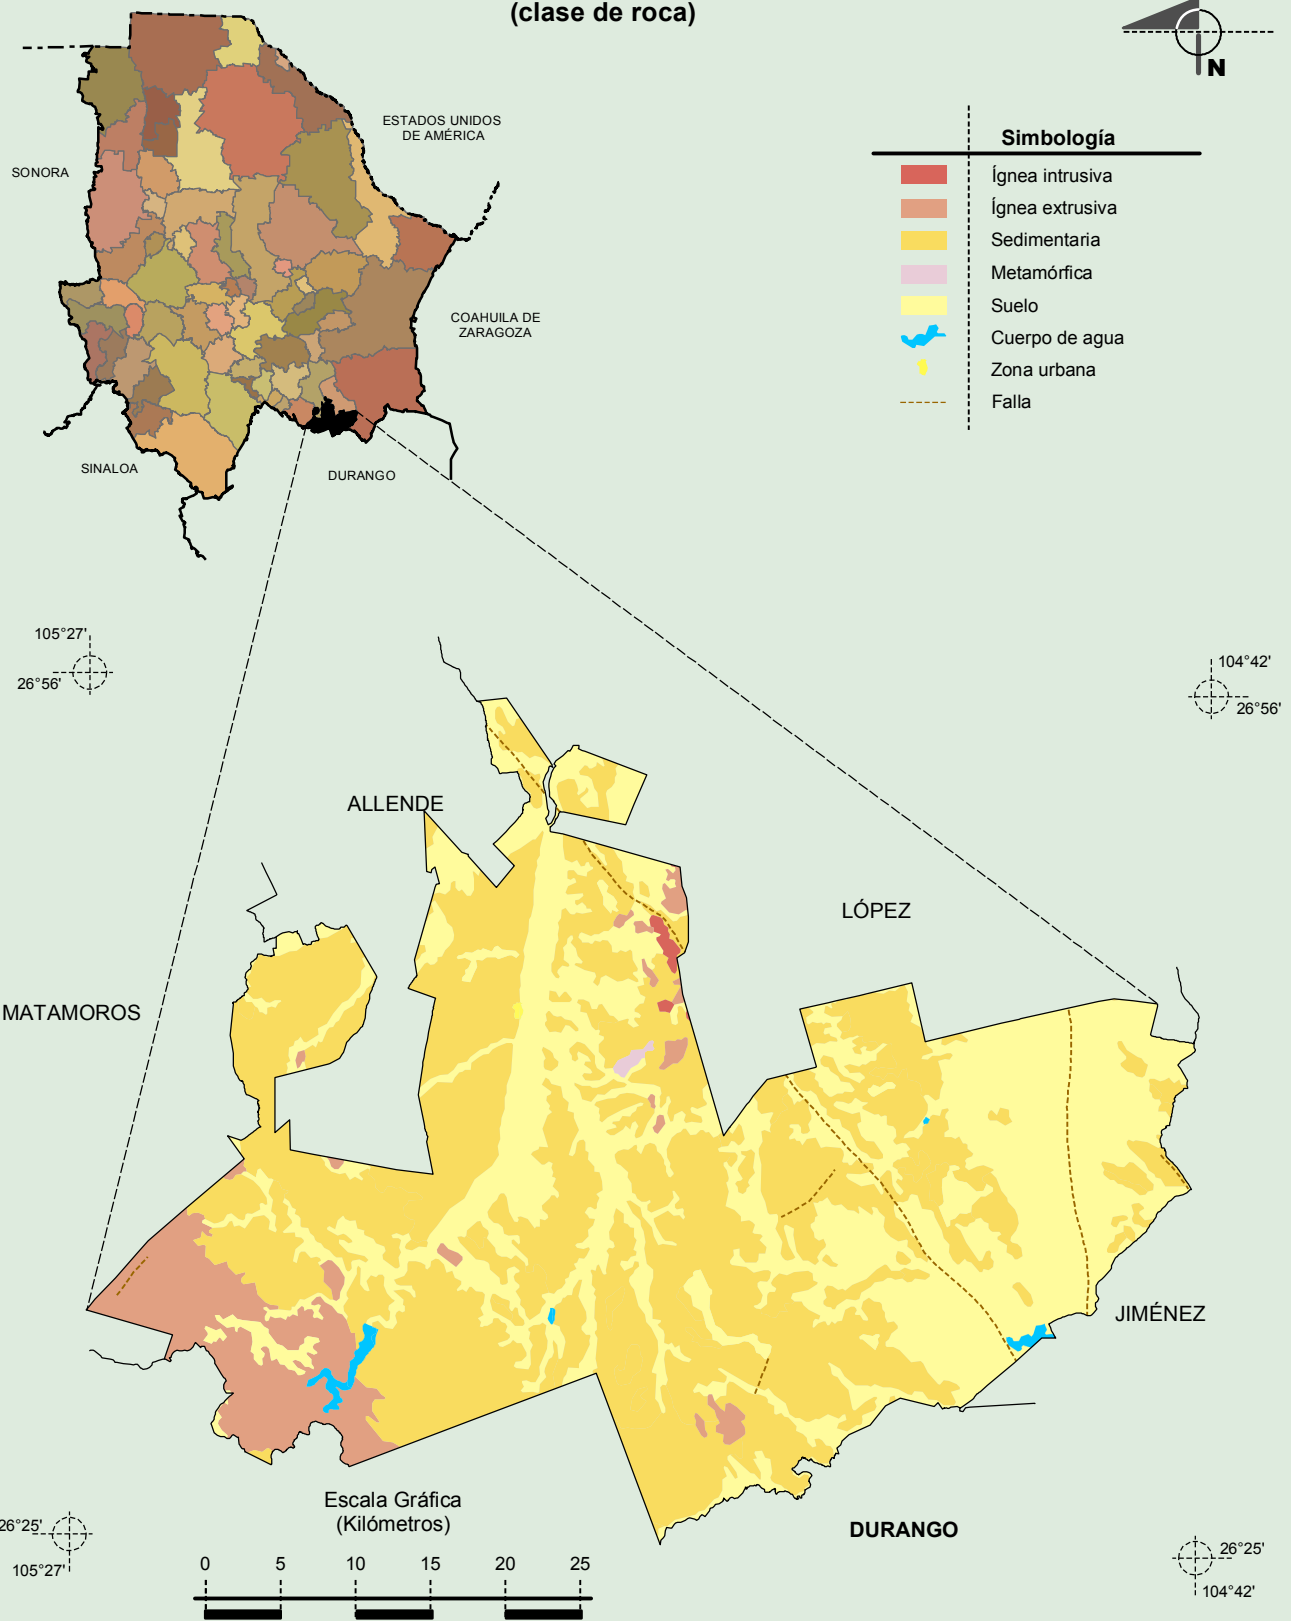 (clase de roca)
N
ESTADOS UNIDOS
DE AMÉRICA
SONORA
COAHUILA DE
ZARAGOZA
SINALOA
DURANGO
Simbología
Ígnea intrusiva
Ígnea extrusiva
Sedimentaria
Metamórfica
Suelo
Cuerpo de agua
Zona urbana
Falla
105°27'
26°56'
104°42'
26°56'
ALLENDE
LÓPEZ
MATAMOROS
JIMÉNEZ
DURANGO
Escala Gráfica
(Kilómetros)
0 5 10 15 20 25
26°25'
105°27'
26°25'
104°42'